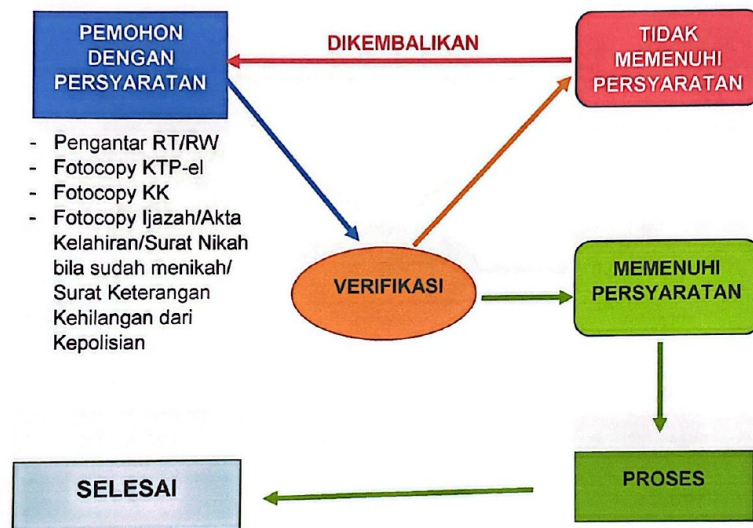 PEMOHON
DENGAN
PERSYARATAN
DIKEMBALIKAN
TIDAK
MEMENUHI
PERSYARATAN
- Pengantar RT/RW
- Fotocopy KTP-el
- Fotocopy KK
- Fotocopy Ijazah/Akta
Kelahiran/Surat Nikah
bila sudah menikah/
Surat Keterangan
Kehilangan dari
Kepolisian
VERIFIKASI
MEMENUHI
PERSYARATAN
PROSES
SELESAI